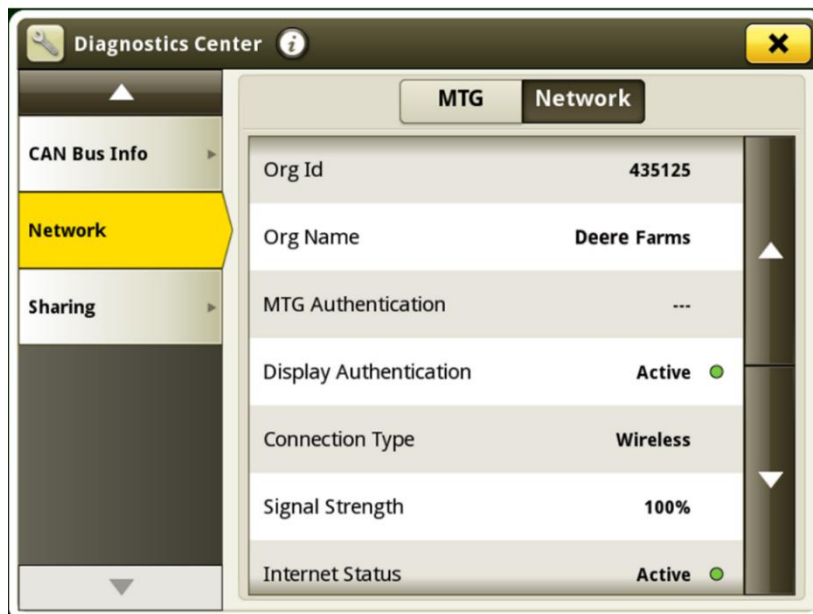 Diagnostics Center i
MTG Network
CAN Bus Info
Network
Sharing
Org Id 435125
Org Name Deere Farms
MTG Authentication ---
Display Authentication Active
Connection Type Wireless
Signal Strength 100%
Internet Status Active